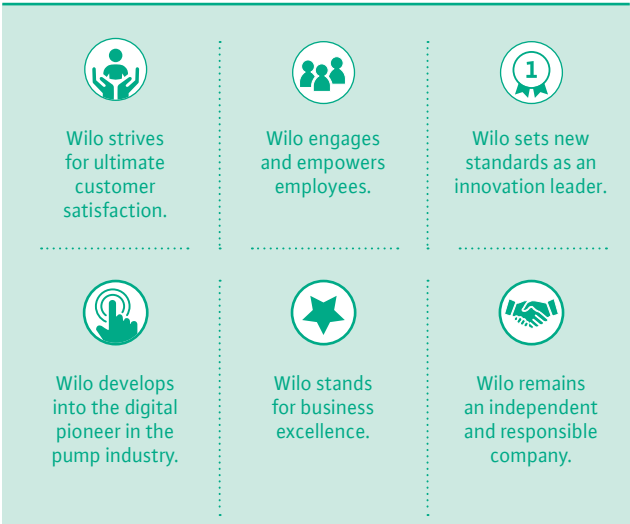 Wilo strives
for ultimate
customer
satisfaction.
Wilo engages
and empowers
employees.
1
Wilo sets new
standards as an
innovation leader.
Wilo develops
into the digital
pioneer in the
pump industry.
Wilo stands
for business
excellence.
Wilo remains
an independent
and responsible
company.